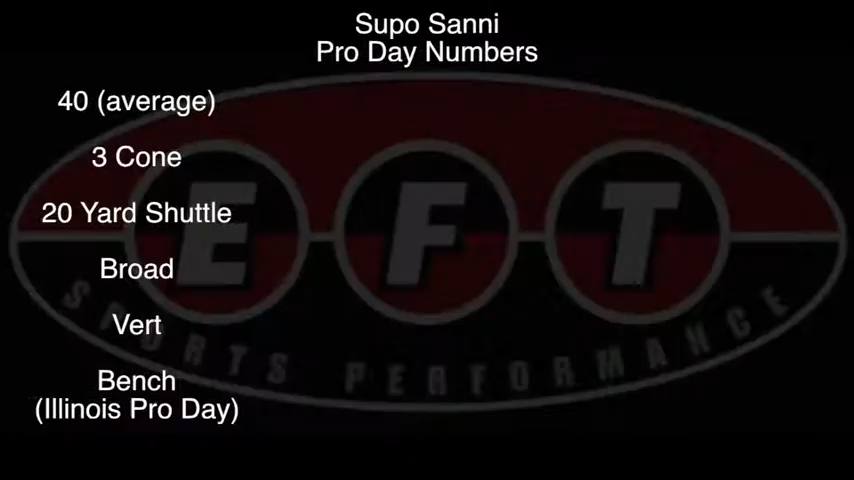 Supo Sanni
Pro Day Numbers
40 (average)
3 Cone
20 Yard Shuttle
Broad
Vert
Bench
(Illinois Pro Day)
E F T
SPORTS PERFORMANCE